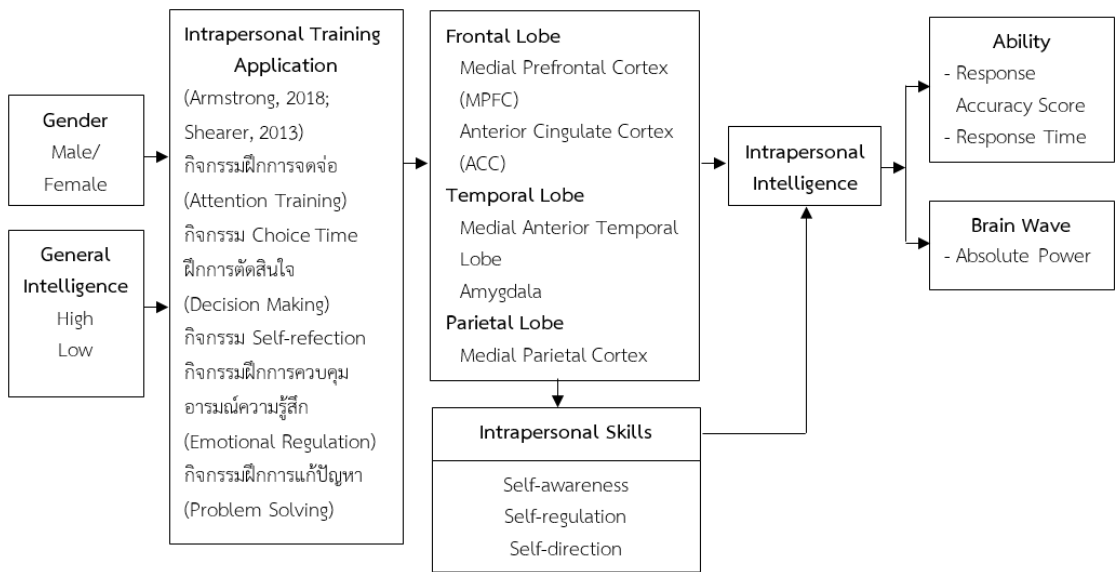 Gender
Male/
Female
General
Intelligence
High
Low
Intrapersonal Training
Application
(Armstrong, 2018;
Shearer, 2013)
กิจกรรมฝึกการจดจ่อ
(Attention Training)
กิจกรรม Choice Time
ฝึกการตัดสินใจ
(Decision Making)
กิจกรรม Self-refection
กิจกรรมฝึกการควบคุม
อารมณ์ความรู้สึก
(Emotional Regulation)
กิจกรรมฝึกการแก้ปัญหา
(Problem Solving)
Frontal Lobe
Medial Prefrontal Cortex
(MPFC)
Anterior Cingulate Cortex
(ACC)
Temporal Lobe
Medial Anterior Temporal
Lobe
Amygdala
Parietal Lobe
Medial Parietal Cortex
Intrapersonal Skills
Self-awareness
Self-regulation
Self-direction
Intrapersonal
Intelligence
Ability
- Response
Accuracy Score
- Response Time
Brain Wave
- Absolute Power